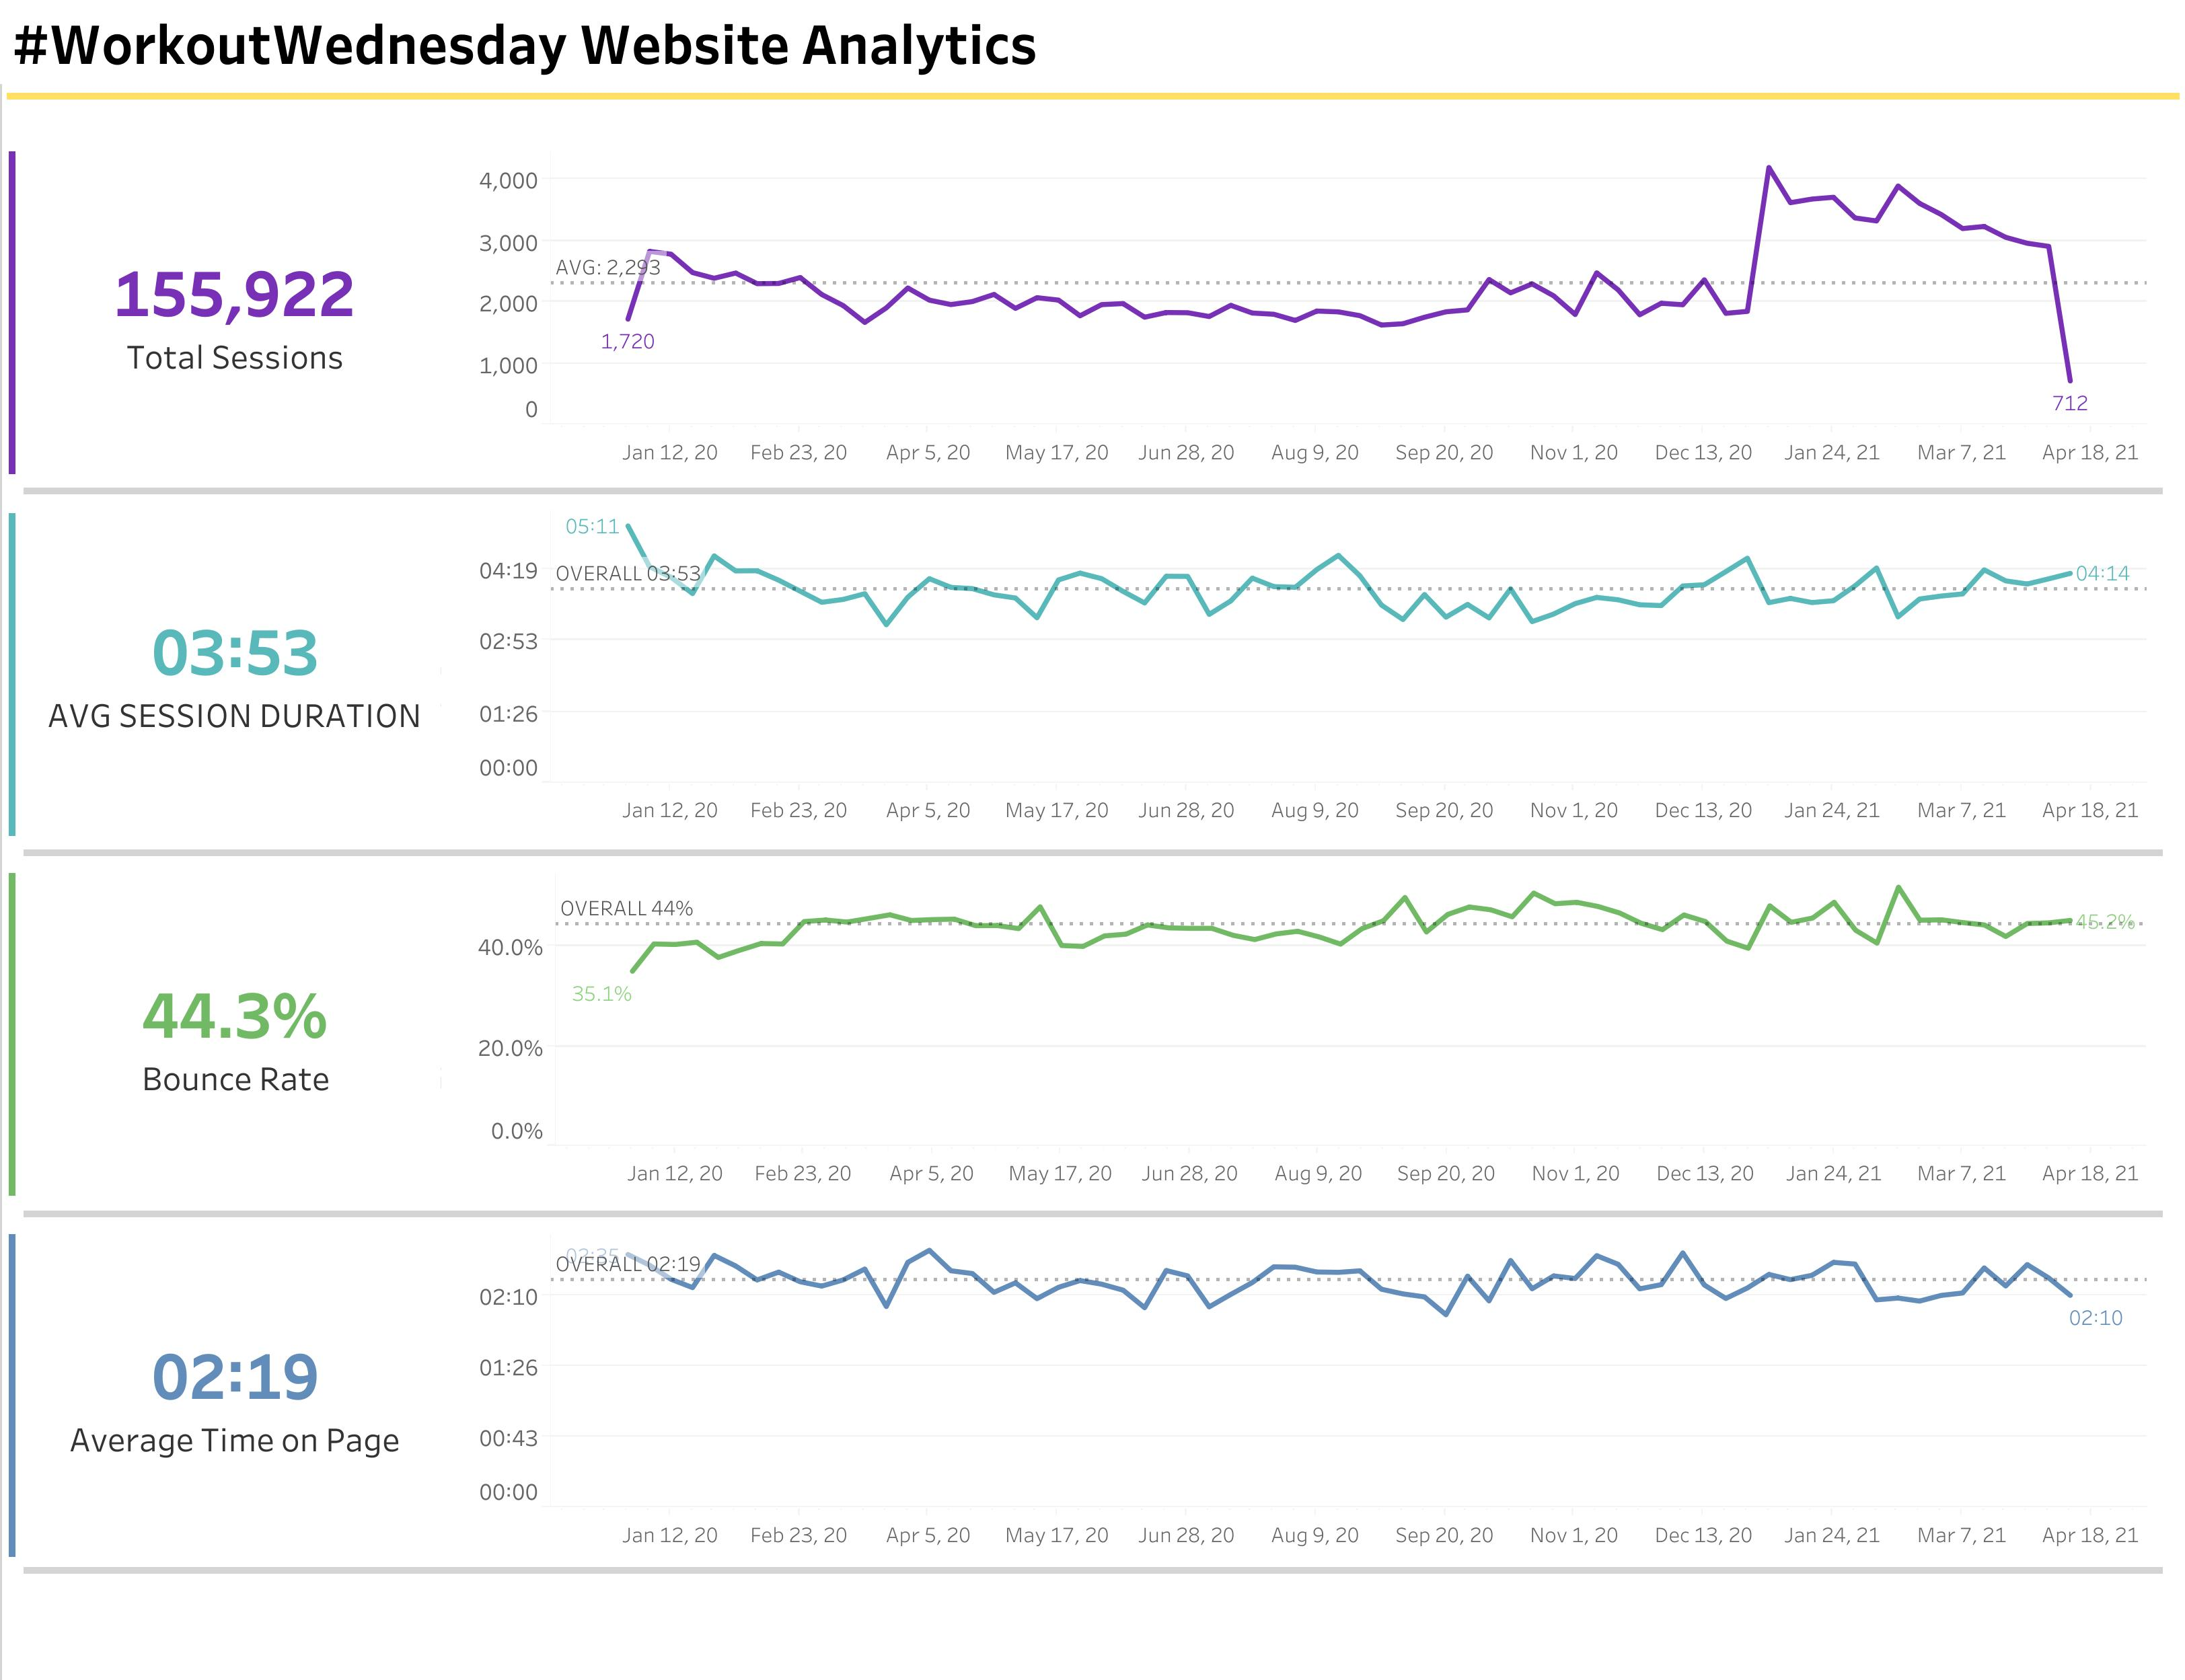 #WorkoutWednesday Website Analytics
155,922
Total Sessions
4,000
3,000
2,000
1,000
0
AVG: 2,293
1,720
712
Jan 12, 20 Feb 23, 20 Apr 5, 20 May 17, 20 Jun 28, 20 Aug 9, 20 Sep 20, 20 Nov 1, 20 Dec 13, 20 Jan 24, 21 Mar 7, 21 Apr 18, 21
03:53
AVG SESSION DURATION
05:11
04:19
OVERALL 03:53
04:14
02:53
01:26
00:00
Jan 12, 20 Feb 23, 20 Apr 5, 20 May 17, 20 Jun 28, 20 Aug 9, 20 Sep 20, 20 Nov 1, 20 Dec 13, 20 Jan 24, 21 Mar 7, 21 Apr 18, 21
44.3%
Bounce Rate
OVERALL 44%
45.2%
40.0%
35.1%
20.0%
0.0%
Jan 12, 20 Feb 23, 20 Apr 5, 20 May 17, 20 Jun 28, 20 Aug 9, 20 Sep 20, 20 Nov 1, 20 Dec 13, 20 Jan 24, 21 Mar 7, 21 Apr 18, 21
02:19
Average Time on Page
OVERALL 02:19
02:10
02:10
01:26
00:43
00:00
Jan 12, 20 Feb 23, 20 Apr 5, 20 May 17, 20 Jun 28, 20 Aug 9, 20 Sep 20, 20 Nov 1, 20 Dec 13, 20 Jan 24, 21 Mar 7, 21 Apr 18, 21